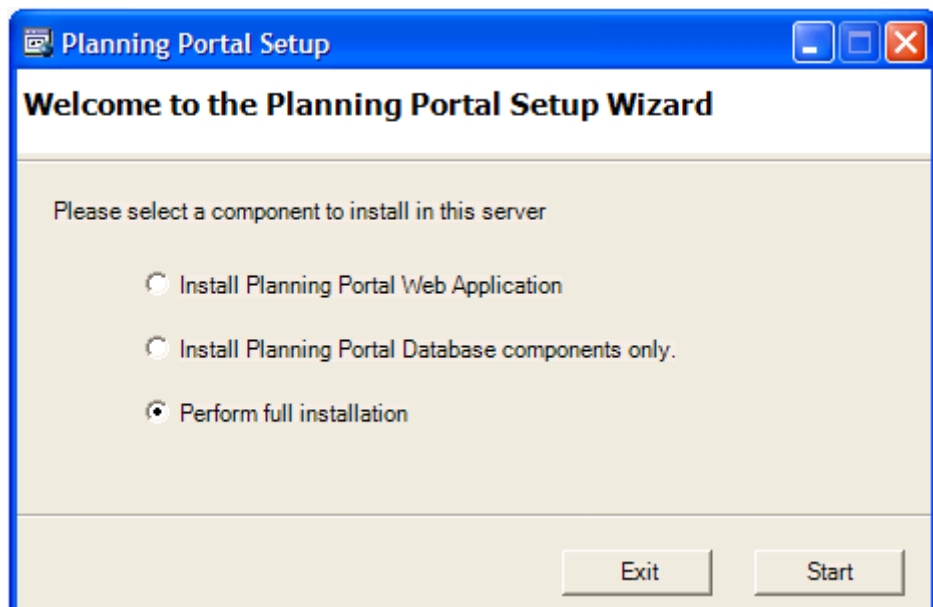 Planning Portal Setup
Welcome to the Planning Portal Setup Wizard
Please select a component to install in this server
Install Planning Portal Web Application
Install Planning Portal Database components only.
Perform full installation
Exit Start